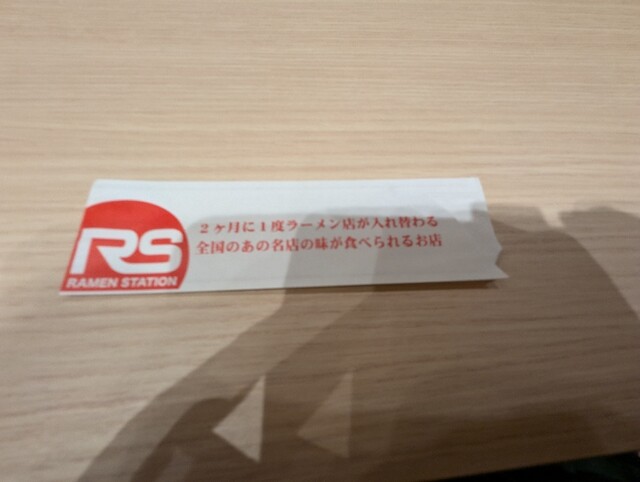 RS
RAMEN STATION
2ヶ月に1度ラーメン店が入れ替わる
全国のあの名店の味が食べられるお店